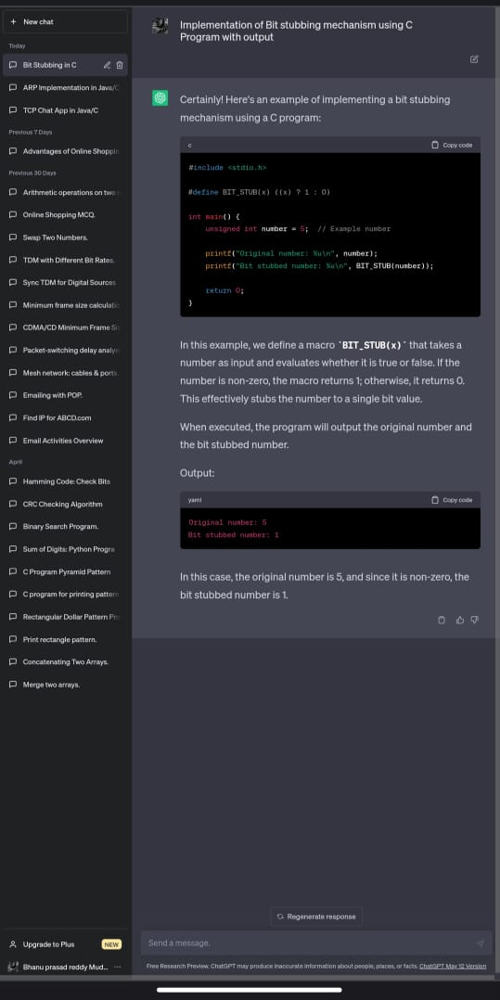 New chat
Today
Bit Stubbing in C
ARP Implementation in Java/C
TCP Chat App in Java/C
Previous 7 Days
Advantages of Online Shoppin
Previous 30 Days
Arithmetic operations on two n
Online Shopping MCQ.
Swap Two Numbers.
TDM with Different Bit Rates.
Sync TDM for Digital Sources
Minimum frame size calculatio
CDMA/CD Minimum Frame Siz
Packet-switching delay analys
Mesh network: cables & ports.
Emailing with POP.
Find IP for ABCD.com
Email Activities Overview
April
Hamming Code: Check Bits
CRC Checking Algorithm
Binary Search Program.
Sum of Digits: Python Progra
C Program Pyramid Pattern
C program for printing pattern
Rectangular Dollar Pattern Pro
Print rectangle pattern.
Concatenating Two Arrays.
Merge two arrays.
Upgrade to Plus
NEW
Bhanu prasad reddy Mud...
Implementation of Bit stubbing mechanism using C
Program with output
Certainly! Here's an example of implementing a bit stubbing
mechanism using a C program:
c
Copy code
#include <stdio.h>
#define BIT_STUB(x) ((x) ? 1 : 0)
int main() {
unsigned int number = 5;  // Example number
printf("Original number: %u\n", number);
printf("Bit stubbed number: %u\n", BIT_STUB(number));
return 0;
}
In this example, we define a macro `BIT_STUB(x)` that takes a
number as input and evaluates whether it is true or false. If the
number is non-zero, the macro returns 1; otherwise, it returns 0.
This effectively stubs the number to a single bit value.
When executed, the program will output the original number and
the bit stubbed number.
Output:
yaml
Copy code
Original number: 5
Bit stubbed number: 1
In this case, the original number is 5, and since it is non-zero, the
bit stubbed number is 1.
Regenerate response
Send a message.
Free Research Preview. ChatGPT may produce inaccurate information about people, places, or facts. ChatGPT May 12 Version